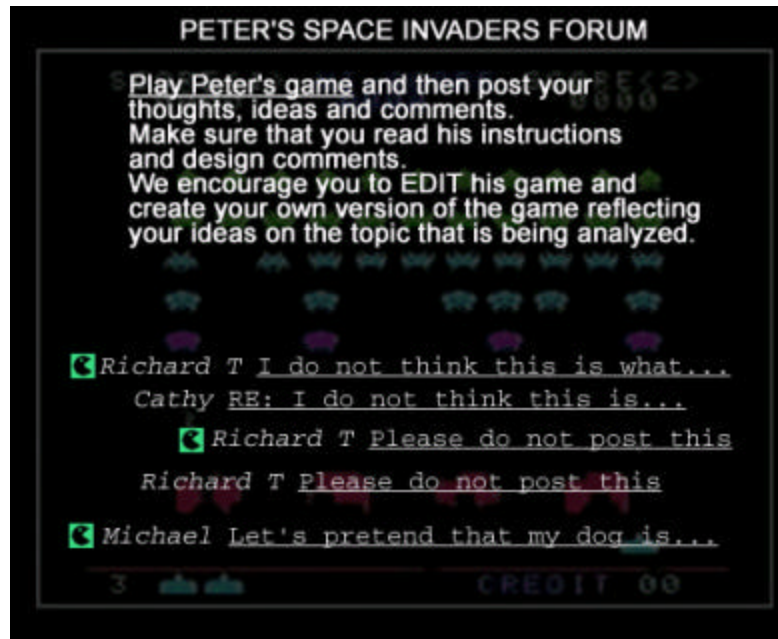 PETER'S SPACE INVADERS FORUM
Play Peter's game and then post your
thoughts, ideas and comments.
Make sure that you read his instructions
and design comments.
We encourage you to EDIT his game and
create your own version of the game reflecting
your ideas on the topic that is being analyzed.
Richard T I do not think this is what...
Cathy RE: I do not think this is...
Richard T Please do not post this
Richard T Please do not post this
Michael Let's pretend that my dog is...
3 CREDIT 00